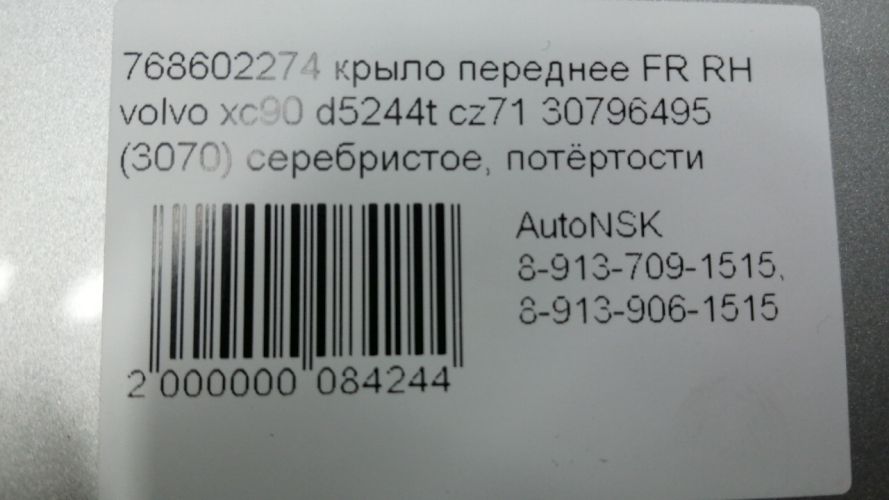 768602274 крыло переднее FR RH
volvo xc90 d5244t cz71 30796495
(3070) серебристое, потёртости
AutoNSK
8-913-709-1515,
8-913-906-1515
2 000000 084244